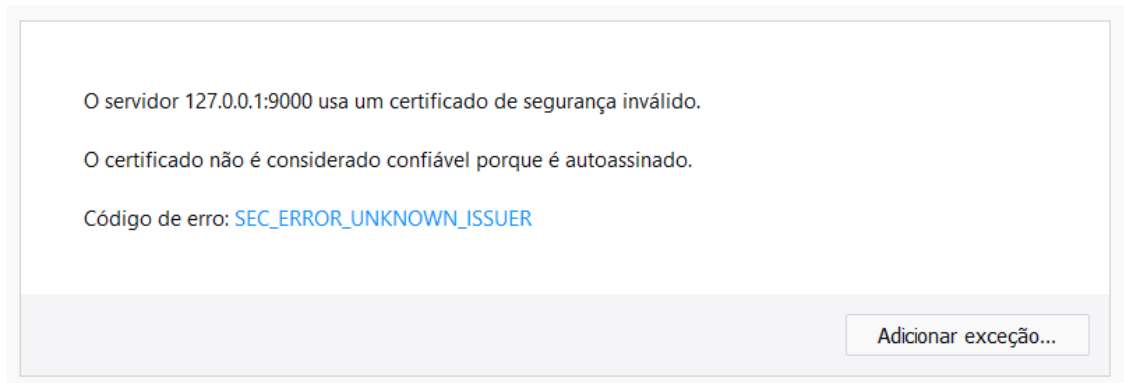 O servidor 127.0.0.1:9000 usa um certificado de segurança inválido.
O certificado não é considerado confiável porque é autoassinado.
Código de erro: SEC_ERROR_UNKNOWN_ISSUER
Adicionar exceção...